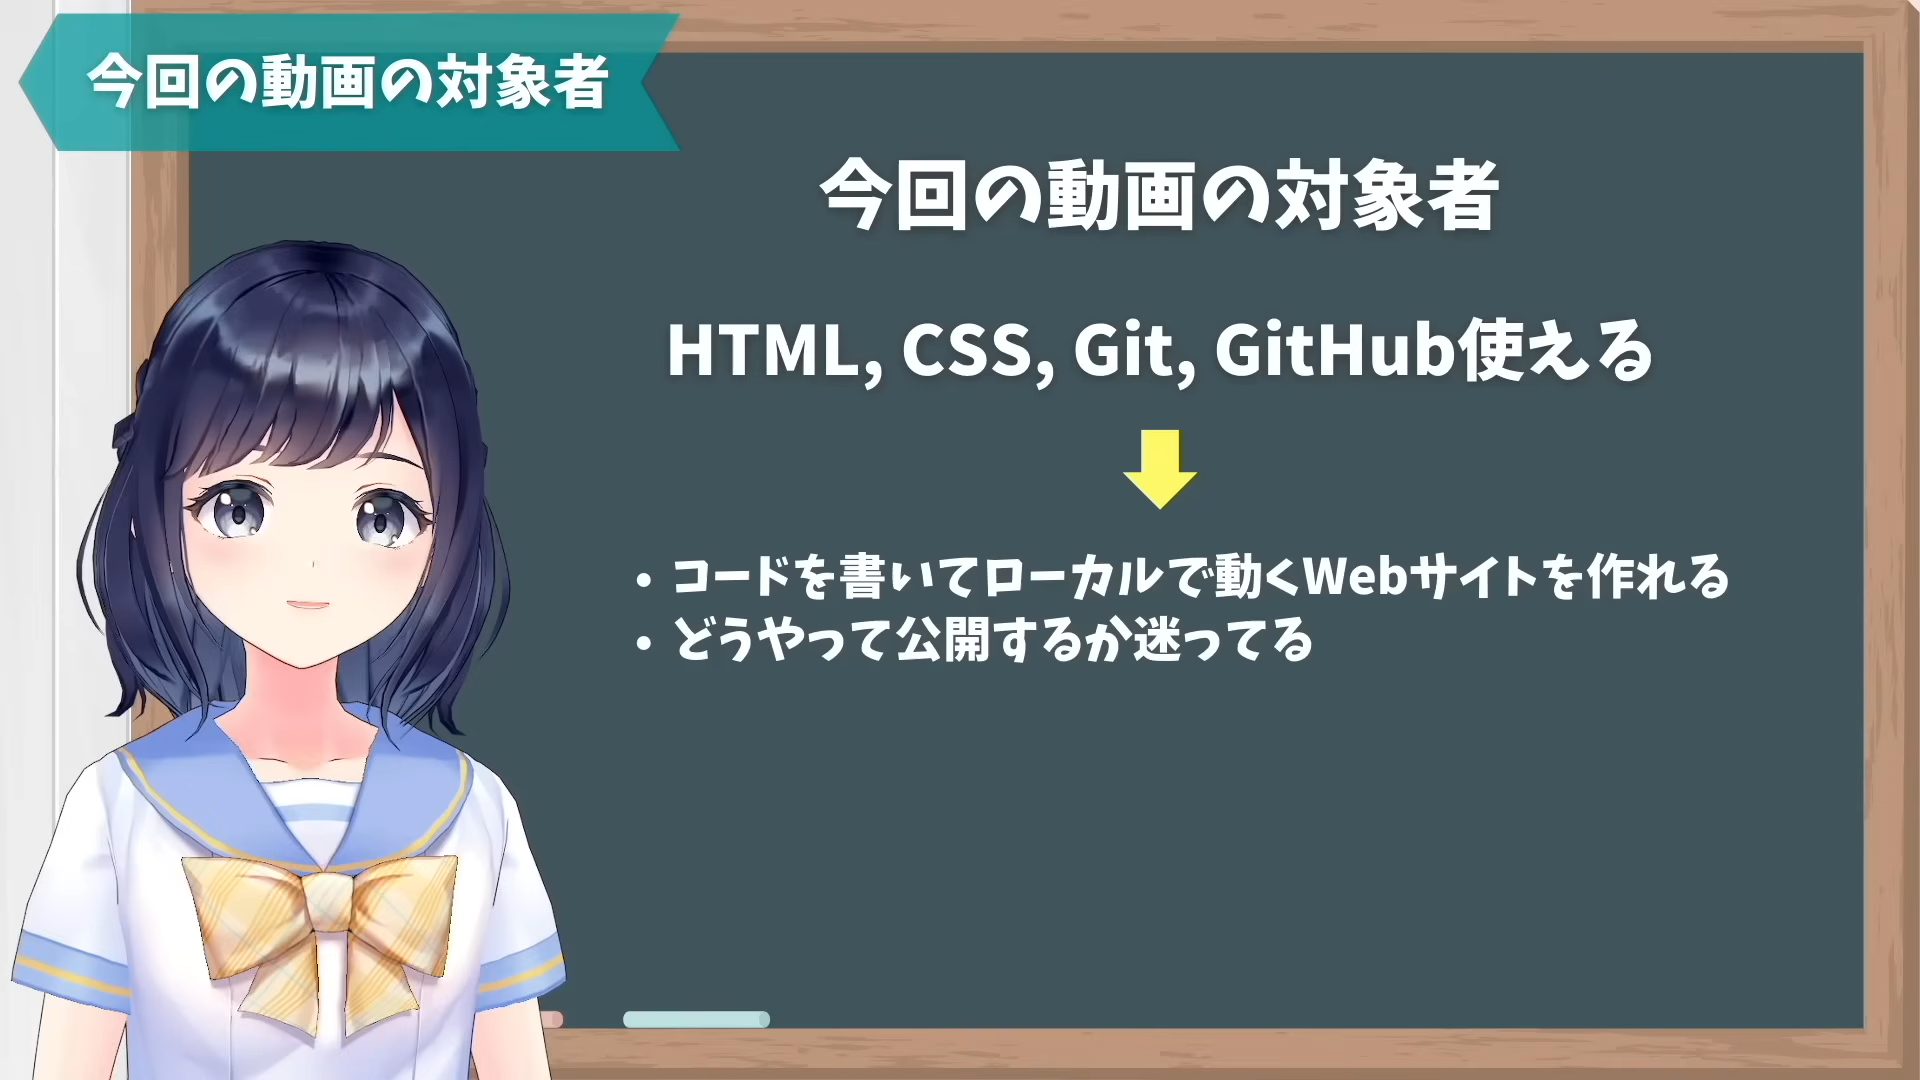 今回の動画の対象者
今回の動画の対象者
HTML, CSS, Git, GitHub使える
• コードを書いてローカルで動くWebサイトを作れる
• どうやって公開するか迷ってる